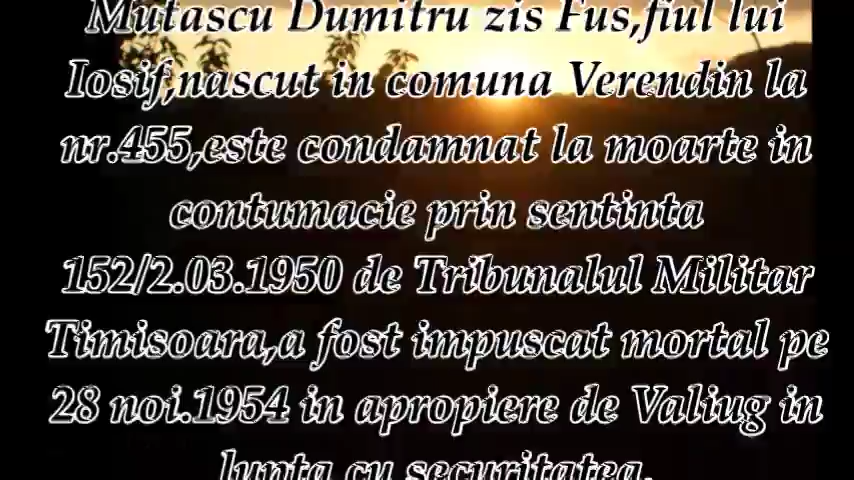 Mutascu Dumitru zis Fus,fiul lui
Iosif,nascut in comuna Verendin la
nr.455,este condamnat la moarte in
contumacie prin sentinta
152/2.03.1950 de Tribunalul Militar
Timisoara,a fost impuscat mortal pe
28 noi.1954 in apropiere de Valiug in
lupta cu securitatea.